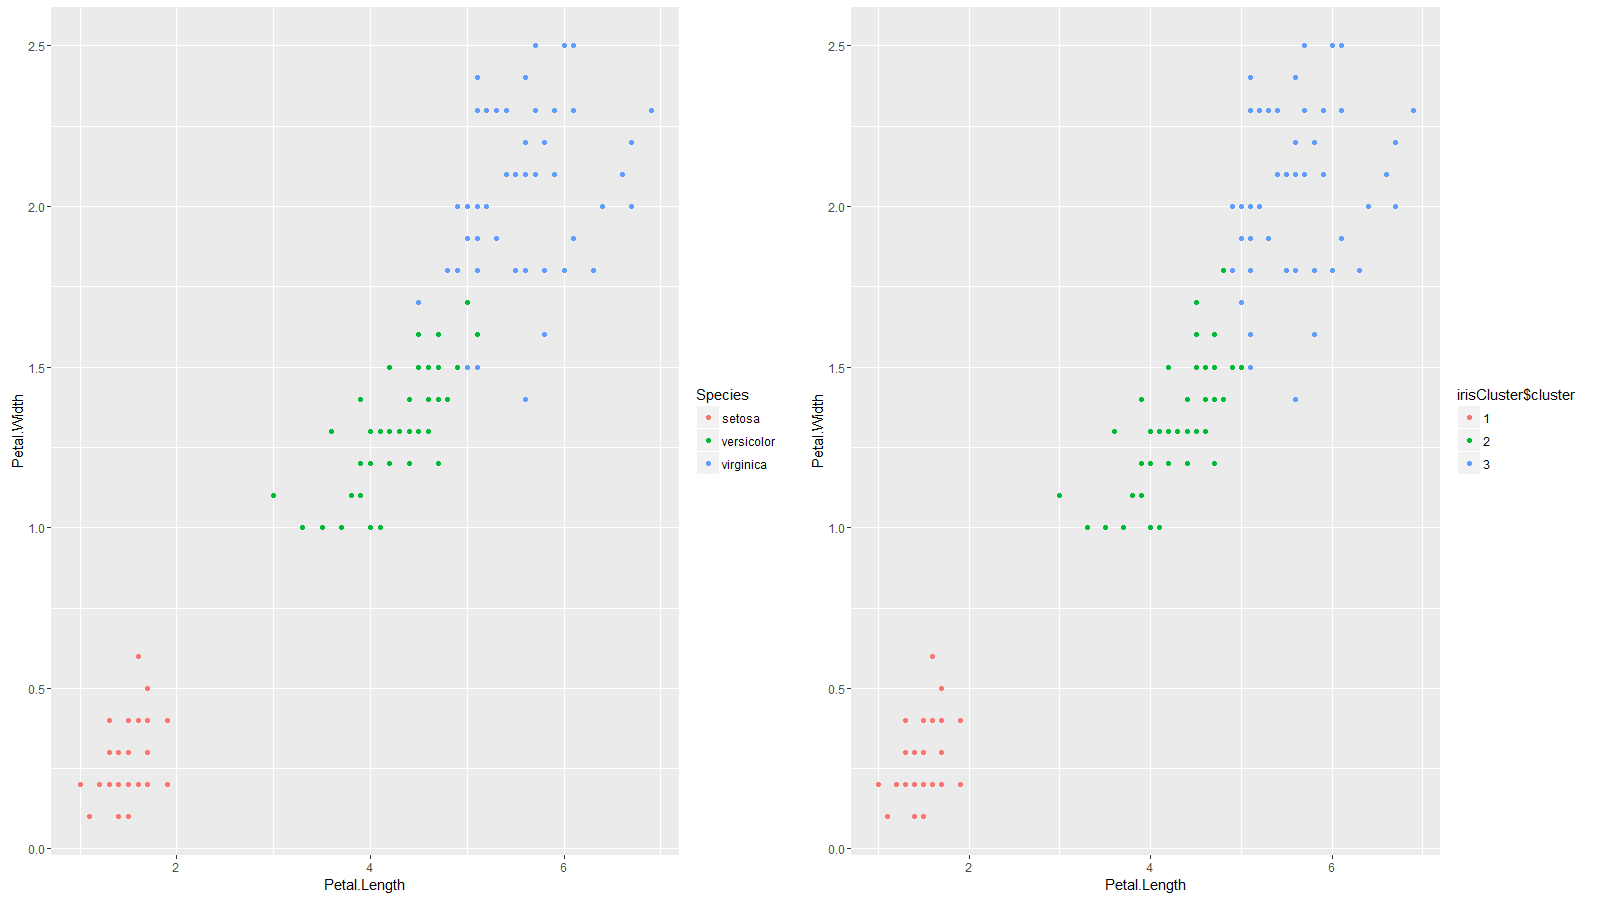 2.5
2.0
1.5
1.0
0.5
0.0
Petal.Width
2 4 6
Petal.Length
Species
setosa
versicolor
virginica
2.5
2.0
1.5
1.0
0.5
0.0
Petal.Width
2 4 6
Petal.Length
irisCluster$cluster
1
2
3